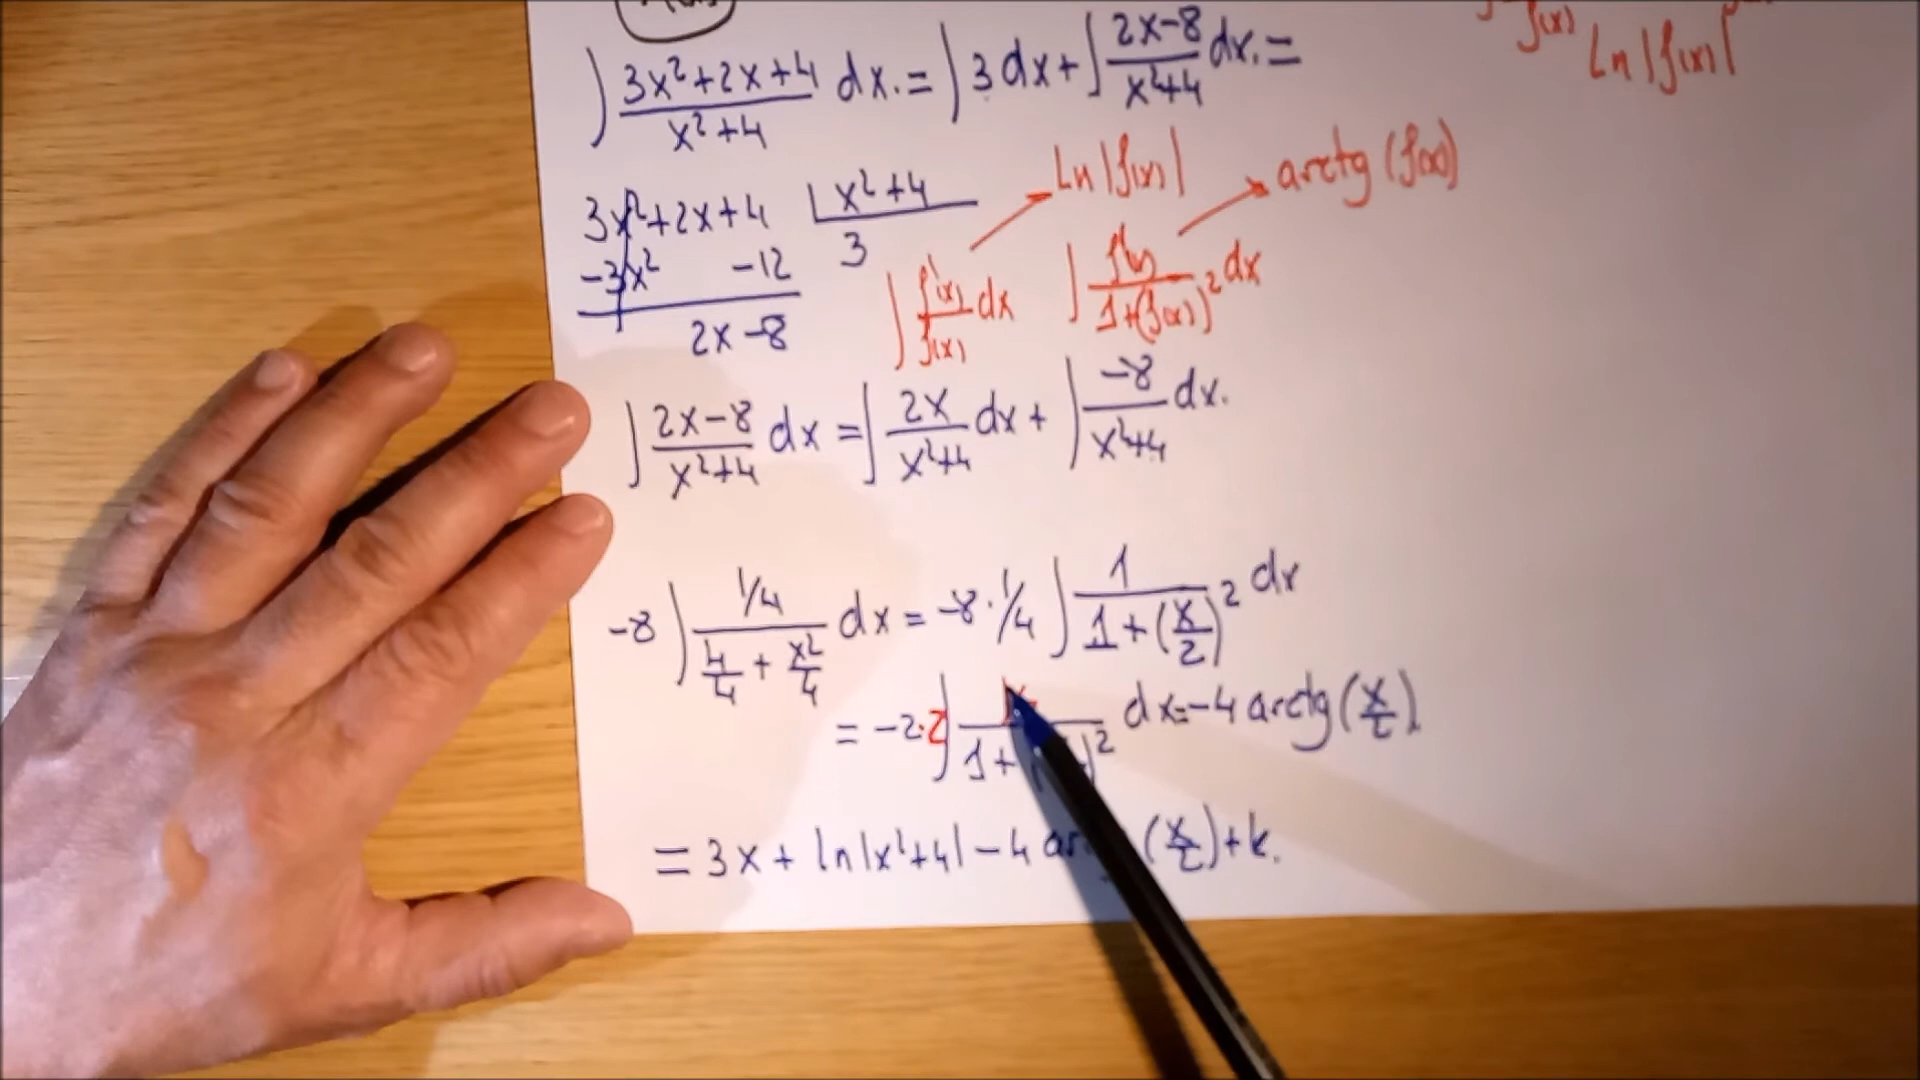 ∫ (3x²+2x+4)/(x²+4) dx. = ∫ 3 dx + ∫ (2x-8)/(x²+4) dx. =
f(x) Ln |f(x)|
3x²+2x+4 | x²+4
-3x² -12 3
2x-8
Ln |f(x)| arctg (f(x))
∫ f'(x)/f(x) dx ∫ f'(x)/(1+(f(x))² dx
∫ (2x-8)/(x²+4) dx = ∫ 2x/(x²+4) dx + ∫ -8/(x²+4) dx.
-8 ∫ (1/4)/(4/4 + x²/4) dx = -8·1/4 ∫ 1/(1+(x/2)²) dx
= -2·2 ∫ /(1+ )² dx = -4 arctg (x/2)
= 3x + ln |x²+4| - 4 (x/2) + k.